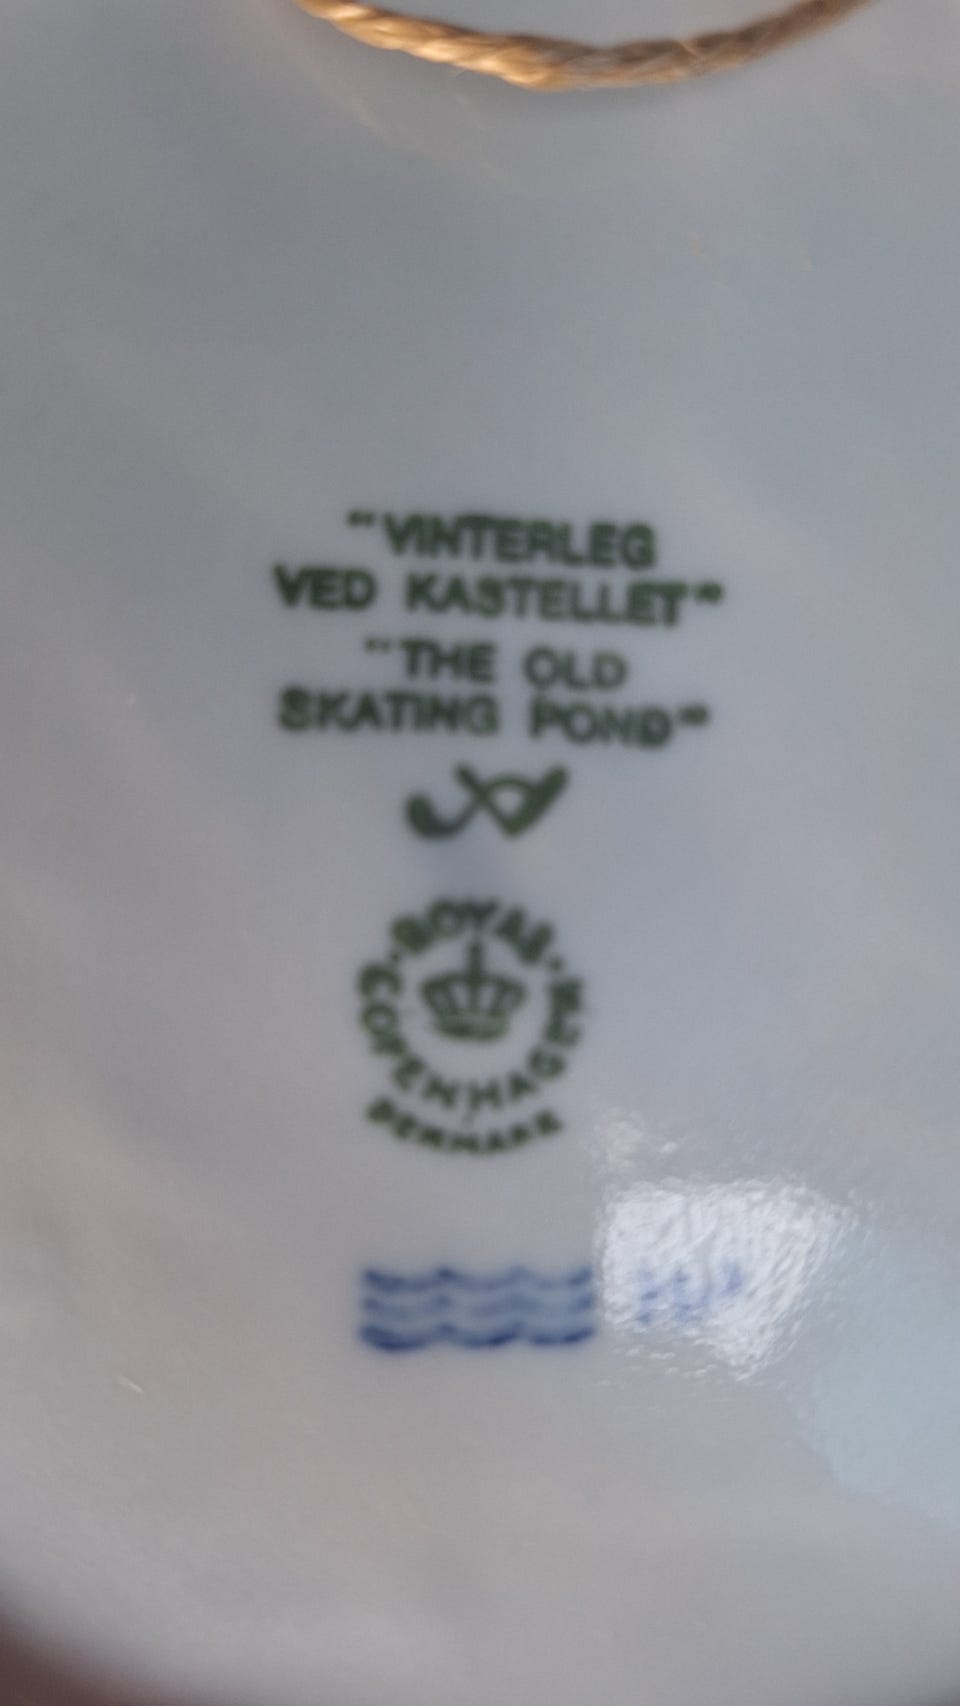 "VINTERLEG
VED KASTELLET"
"THE OLD
SKATING POND"
ROYAL
COPENHAGEN
DENMARK